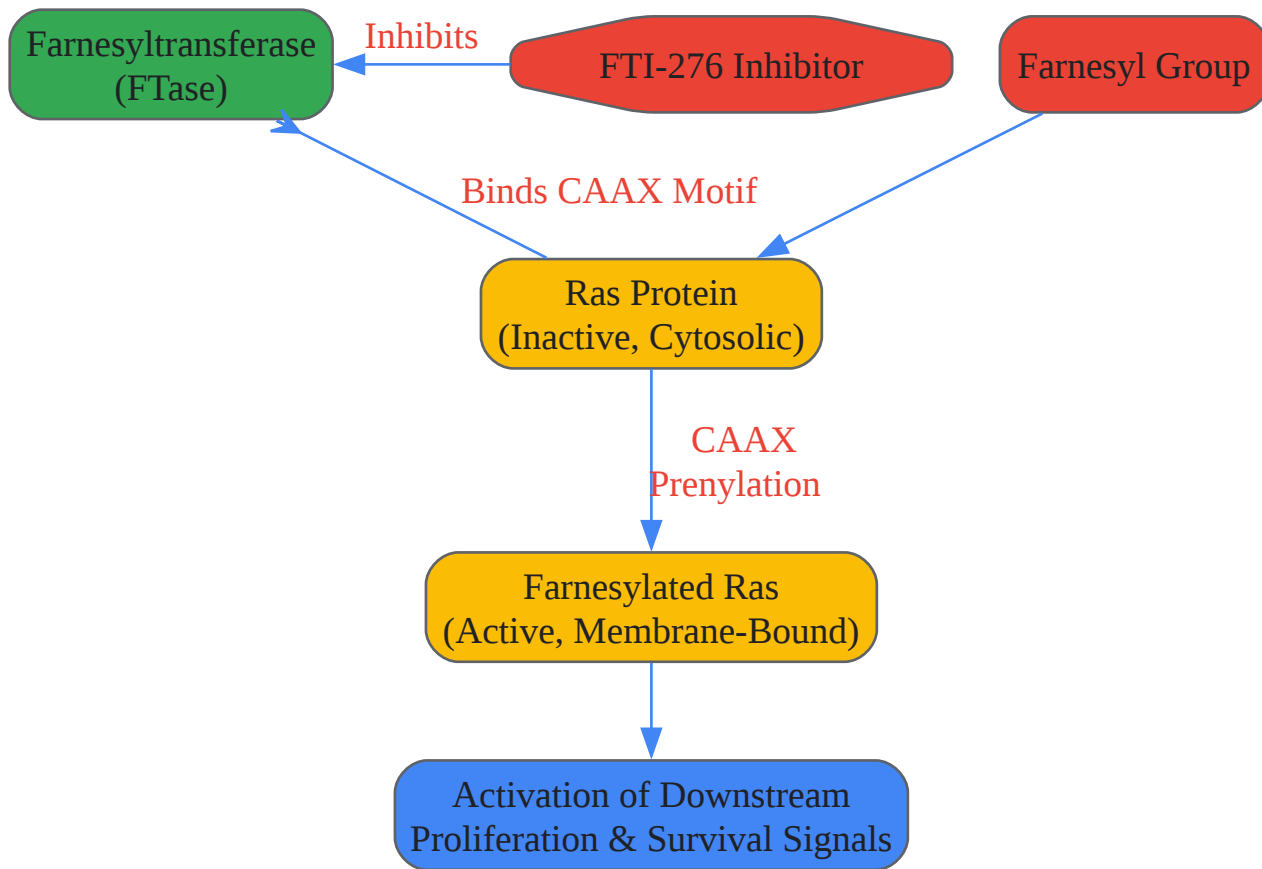 Farnesyltransferase
(FTase)
Inhibits
FTI-276 Inhibitor
Farnesyl Group
Binds CAAX Motif
Ras Protein
(Inactive, Cytosolic)
CAAX
Prenylation
Farnesylated Ras
(Active, Membrane-Bound)
Activation of Downstream
Proliferation & Survival Signals